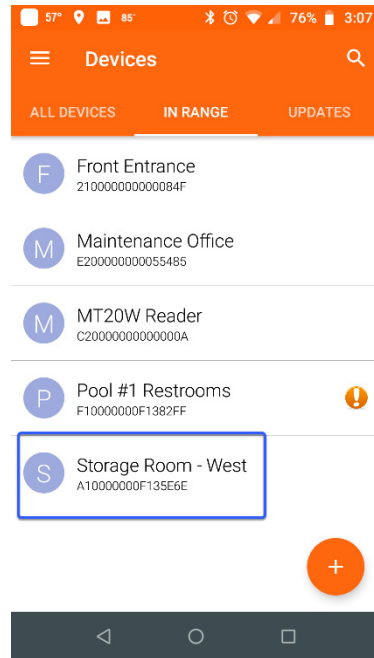 57° 85° 76% 3:07
Devices
ALL DEVICES IN RANGE UPDATES
F Front Entrance
210000000000084F
M Maintenance Office
E200000000055485
M MT20W Reader
C20000000000000A
P Pool #1 Restrooms
F10000000F1382FF
S Storage Room - West
A10000000F135E6E